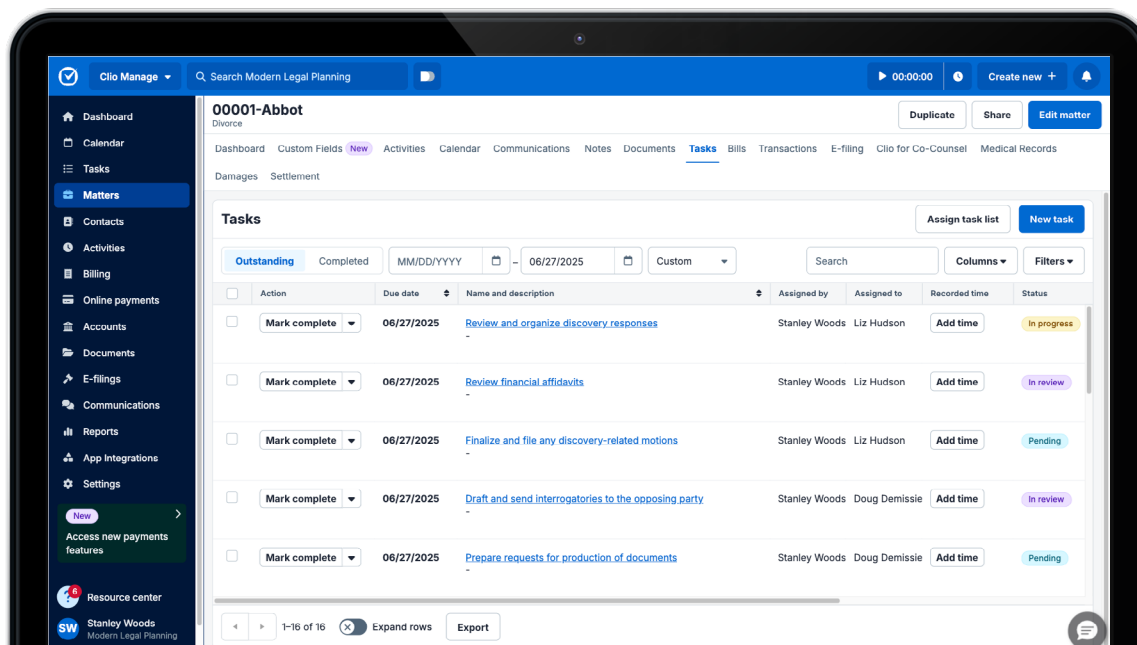 Clio Manage
Search Modern Legal Planning
00:00:00
Create new +
Dashboard
Calendar
Tasks
Matters
Contacts
Activities
Billing
Online payments
Accounts
Documents
E-filings
Communications
Reports
App Integrations
Settings
New
Access new payments
features
6
?
Resource center
SW
Stanley Woods
Modern Legal Planning
00001-Abbot
Divorce
Duplicate
Share
Edit matter
Dashboard Custom Fields New Activities Calendar Communications Notes Documents Tasks Bills Transactions E-filing Clio for Co-Counsel Medical Records
Damages Settlement
Tasks
Assign task list
New task
Outstanding Completed MM/DD/YYYY – 06/27/2025 Custom Search Columns Filters
Action Due date Name and description Assigned by Assigned to Recorded time Status
Mark complete 06/27/2025 Review and organize discovery responses Stanley Woods Liz Hudson Add time In progress
-
Mark complete 06/27/2025 Review financial affidavits Stanley Woods Liz Hudson Add time In review
-
Mark complete 06/27/2025 Finalize and file any discovery-related motions Stanley Woods Liz Hudson Add time Pending
-
Mark complete 06/27/2025 Draft and send interrogatories to the opposing party Stanley Woods Doug Demissie Add time In review
-
Mark complete 06/27/2025 Prepare requests for production of documents Stanley Woods Doug Demissie Add time Pending
-
1–16 of 16 Expand rows Export